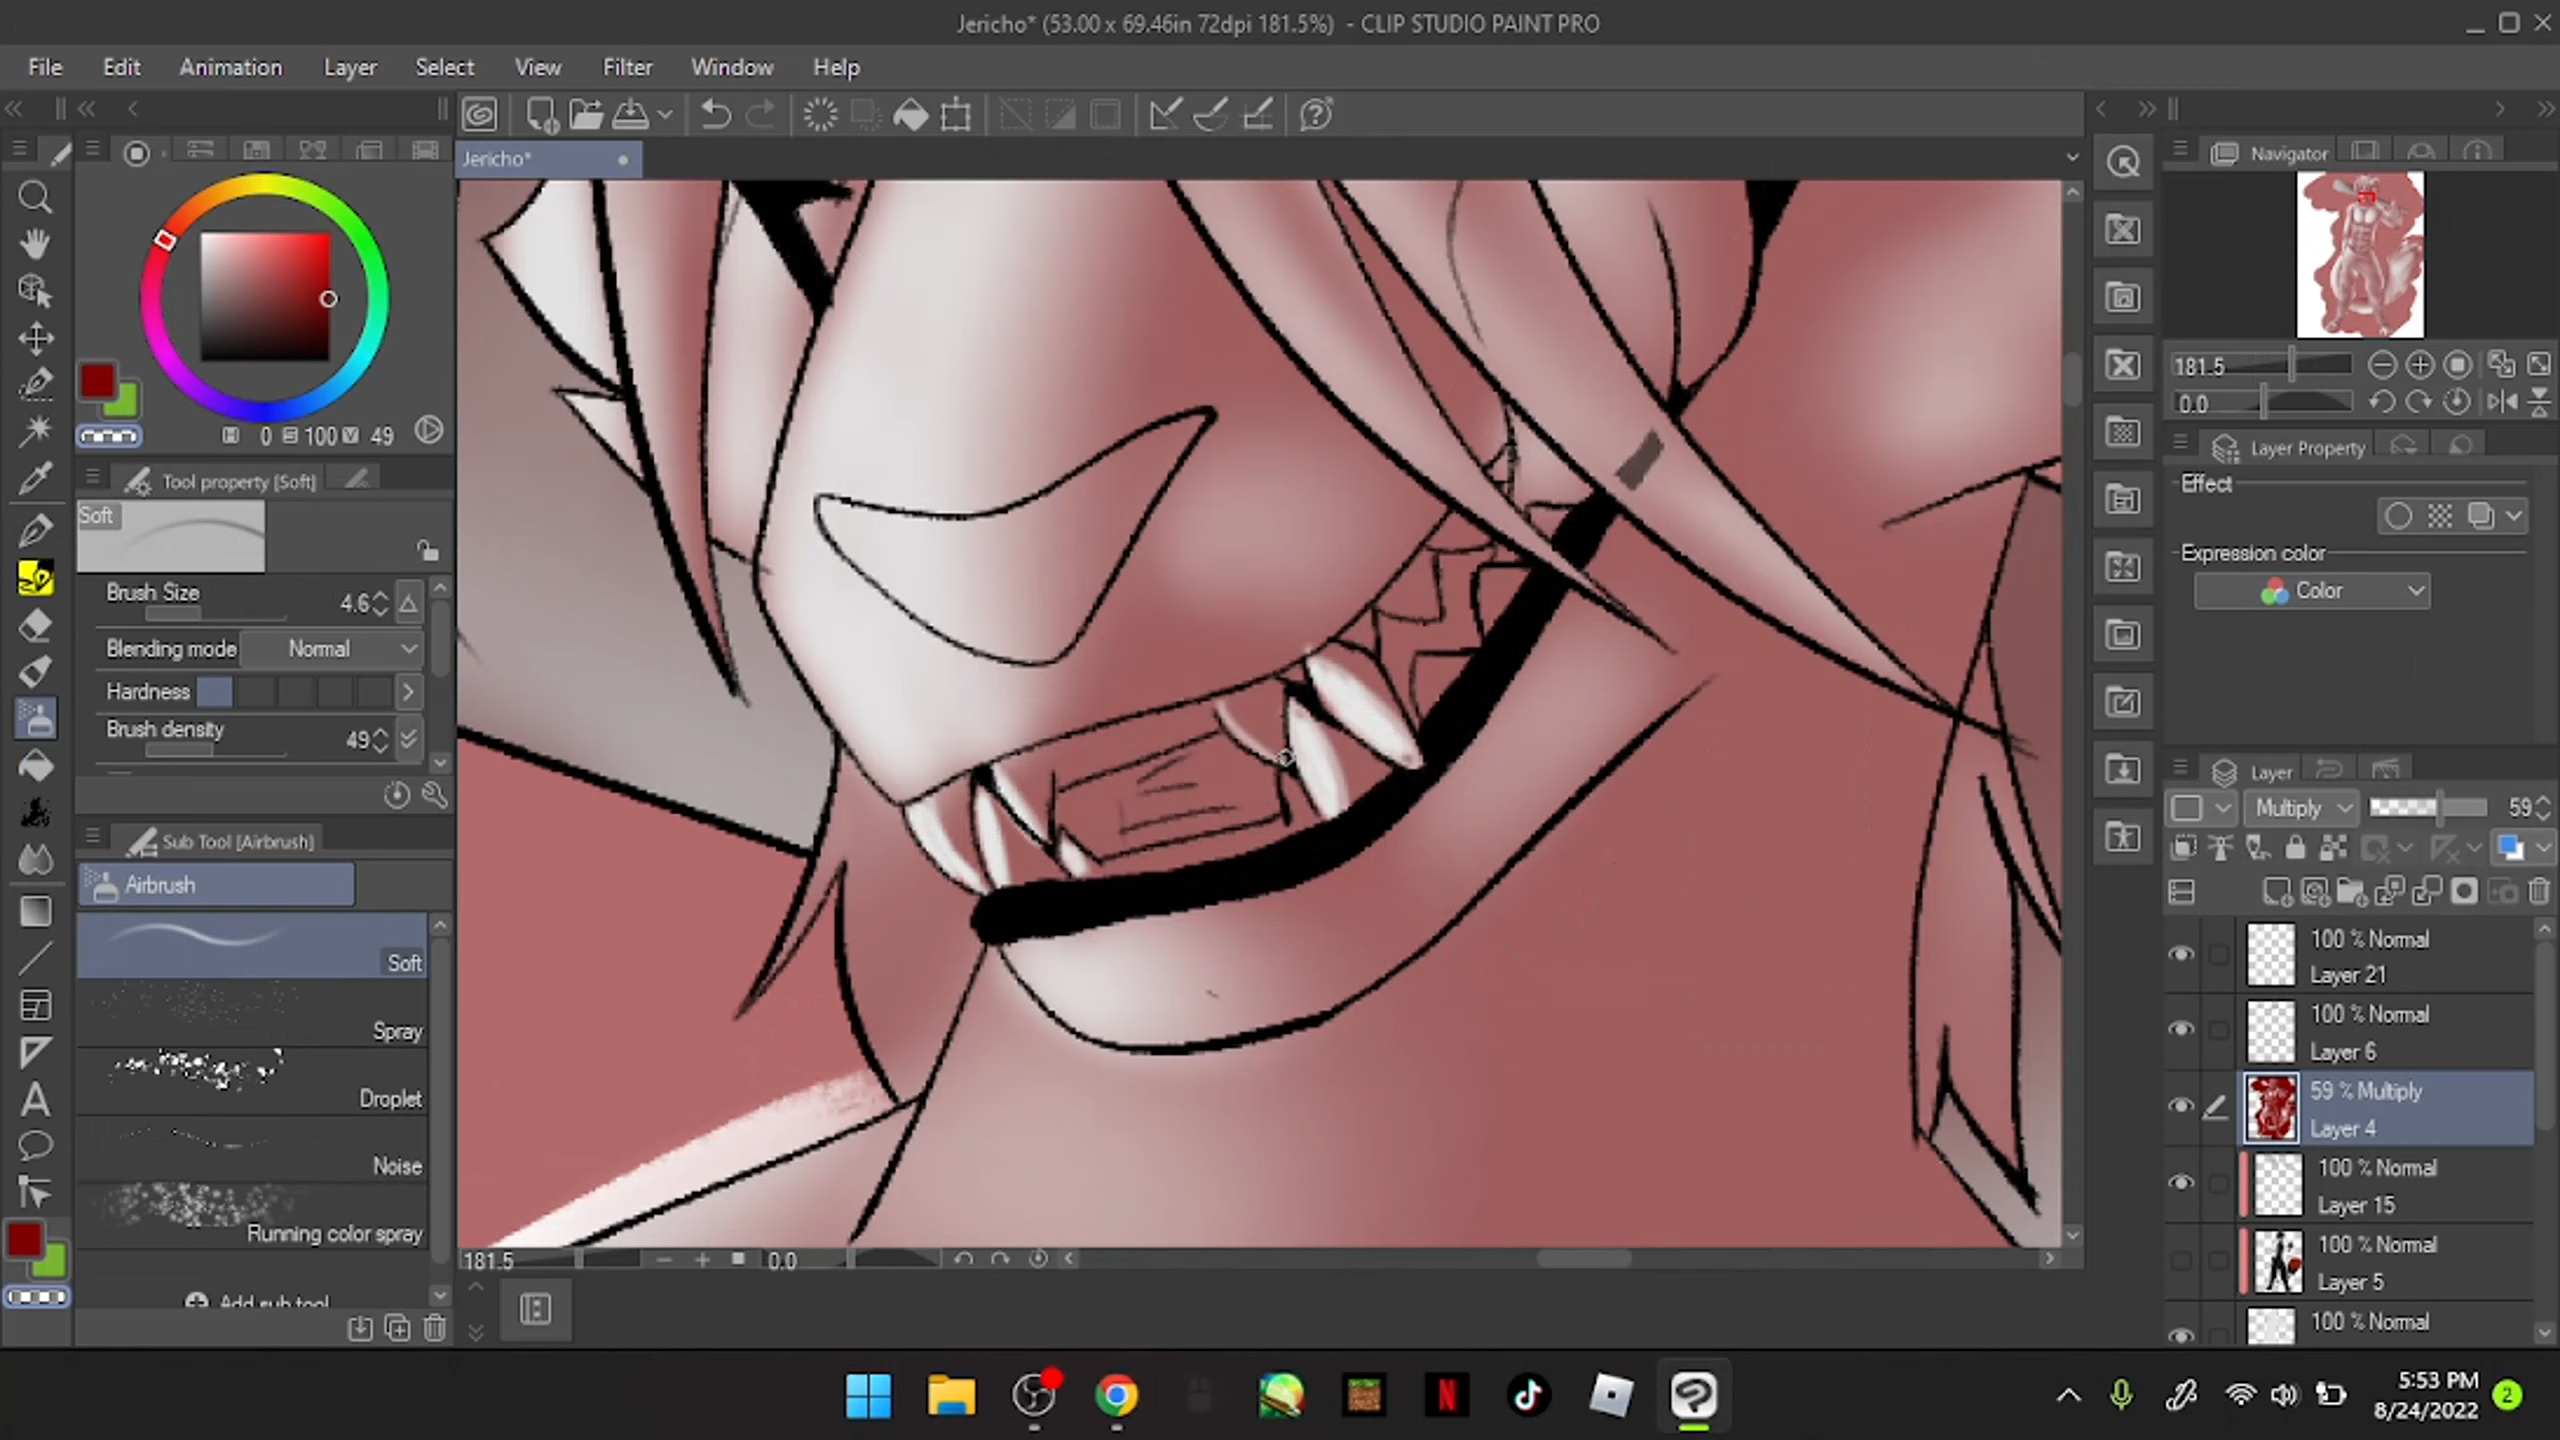 Jericho* (53.00 x 69.46in 72dpi 181.5%) - CLIP STUDIO PAINT PRO
File Edit Animation Layer Select View Filter Window Help
Jericho*
Navigator
0 100 49
181.5
0.0
Layer Property
Tool property [Soft]
Effect
Soft
Expression color
Color
Brush Size 4.6
Blending mode Normal
Hardness
Brush density 49
Layer
Multiply 59
Sub Tool [Airbrush]
Airbrush
Soft
Spray
Droplet
Noise
Running color spray
Add sub tool
100 % Normal
Layer 21
100 % Normal
Layer 6
59 % Multiply
Layer 4
100 % Normal
Layer 15
100 % Normal
Layer 5
100 % Normal
181.5 0.0
5:53 PM
8/24/2022
2